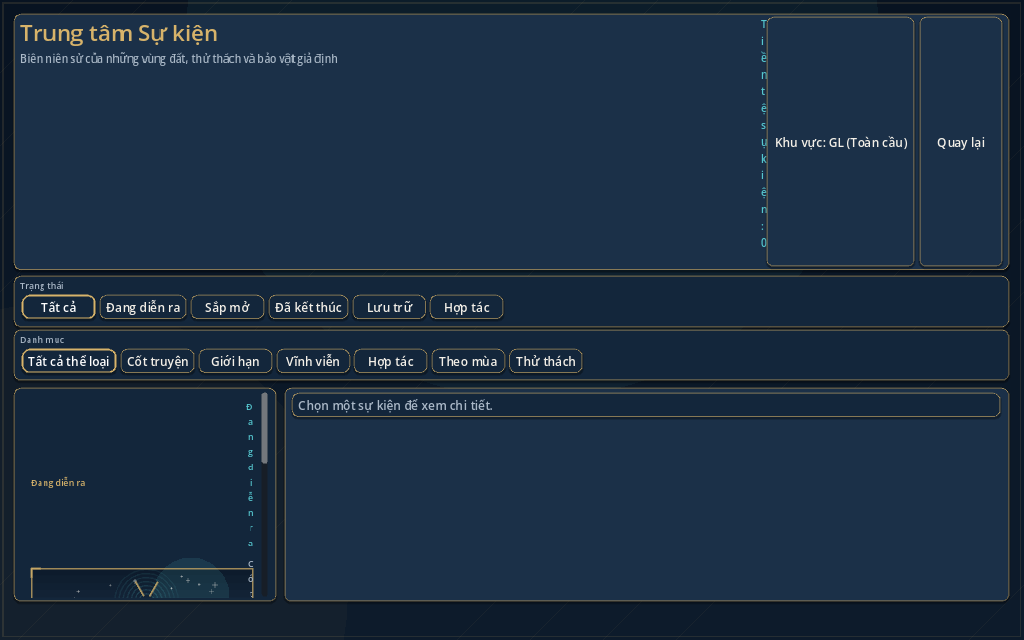 Trung tâm Sự kiện
Biên niên sử của những vùng đất, thử thách và bảo vật giả định
Tiền tệ sự kiện: 0
Khu vực: GL (Toàn cầu)
Quay lại
Trạng thái
Tất cả
Đang diễn ra
Sắp mở
Đã kết thúc
Lưu trữ
Hợp tác
Danh mục
Tất cả thể loại
Cốt truyện
Giới hạn
Vĩnh viễn
Hợp tác
Theo mùa
Thử thách
Đang diễn ra
Đang diễn ra
Chọn một sự kiện để xem chi tiết.